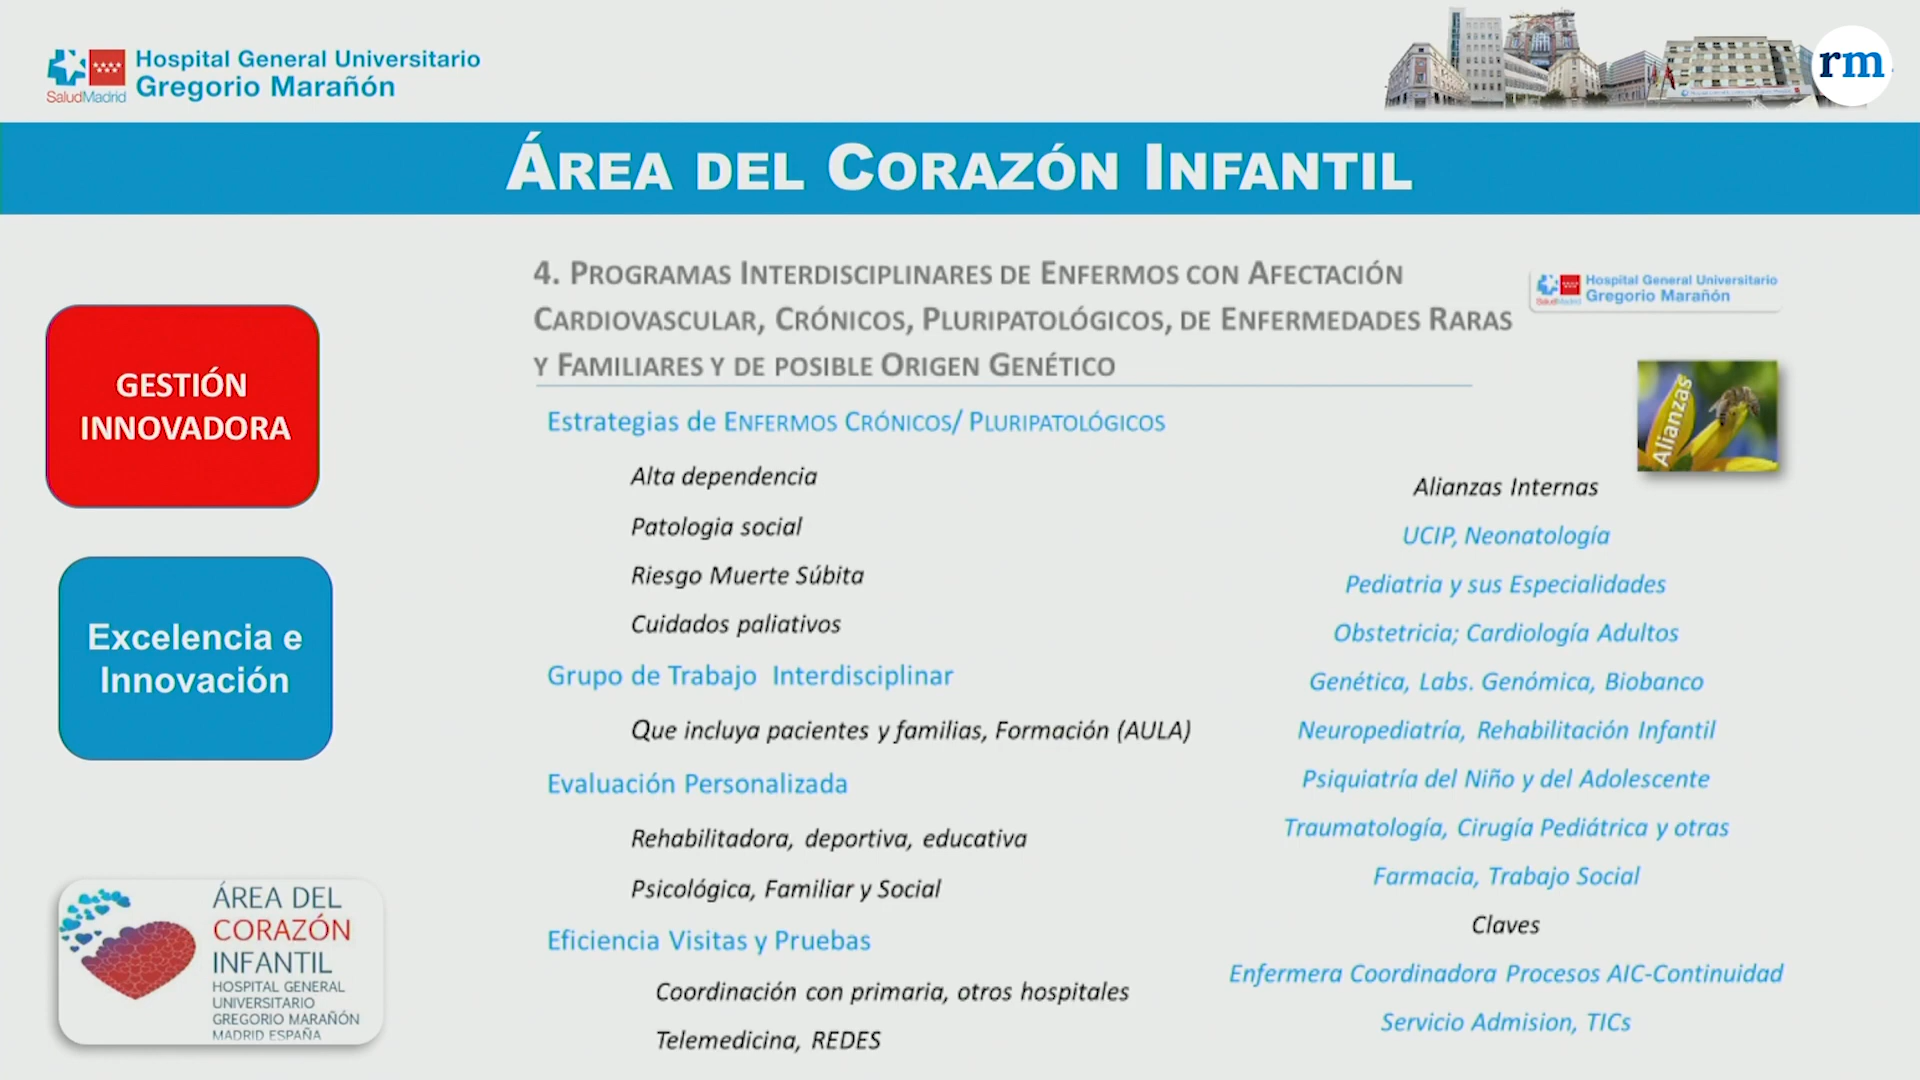 Hospital General Universitario
Gregorio Marañón
SaludMadrid
rm
ÁREA DEL CORAZÓN INFANTIL
GESTIÓN
INNOVADORA
Excelencia e
Innovación
ÁREA DEL
CORAZÓN
INFANTIL
HOSPITAL GENERAL
UNIVERSITARIO
GREGORIO MARAÑÓN
MADRID ESPAÑA
4. PROGRAMAS INTERDISCIPLINARES DE ENFERMOS CON AFECTACIÓN
CARDIOVASCULAR, CRÓNICOS, PLURIPATOLÓGICOS, DE ENFERMEDADES RARAS
Y FAMILIARES Y DE POSIBLE ORIGEN GENÉTICO
Estrategias de ENFERMOS CRÓNICOS/ PLURIPATOLÓGICOS
Alta dependencia
Patologia social
Riesgo Muerte Súbita
Cuidados paliativos
Grupo de Trabajo Interdisciplinar
Que incluya pacientes y familias, Formación (AULA)
Evaluación Personalizada
Rehabilitadora, deportiva, educativa
Psicológica, Familiar y Social
Eficiencia Visitas y Pruebas
Coordinación con primaria, otros hospitales
Telemedicina, REDES
Hospital General Universitario
Gregorio Marañón
SaludMadrid
Alianzas
Alianzas Internas
UCIP, Neonatología
Pediatria y sus Especialidades
Obstetricia; Cardiología Adultos
Genética, Labs. Genómica, Biobanco
Neuropediatría, Rehabilitación Infantil
Psiquiatría del Niño y del Adolescente
Traumatología, Cirugía Pediátrica y otras
Farmacia, Trabajo Social
Claves
Enfermera Coordinadora Procesos AIC-Continuidad
Servicio Admision, TICs